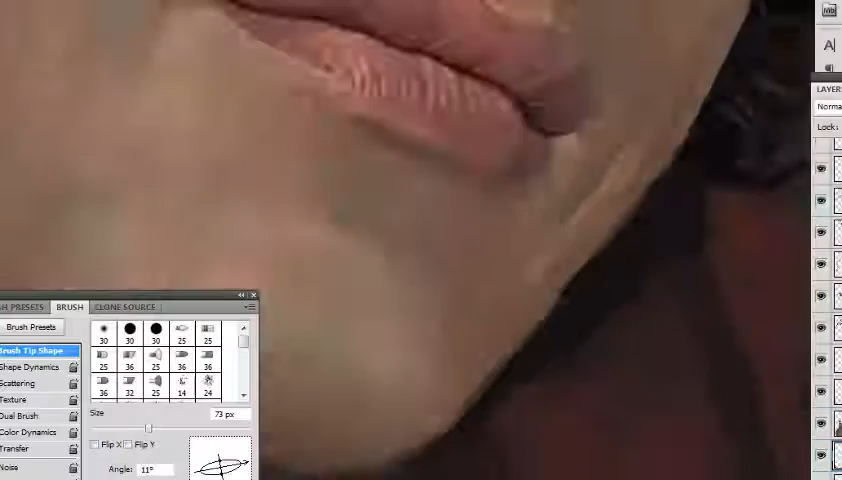 Mb
A
LAYER
Norma
Lock:
H PRESETS BRUSH CLONE SOURCE
Brush Presets
30 30 30 25 25
25 36 25 36 36
36 32 25 14 24
Brush Tip Shape
Shape Dynamics
Scattering
Texture
Dual Brush
Color Dynamics
Transfer
Noise
Size 73 px
Flip X Flip Y
Angle: 11°